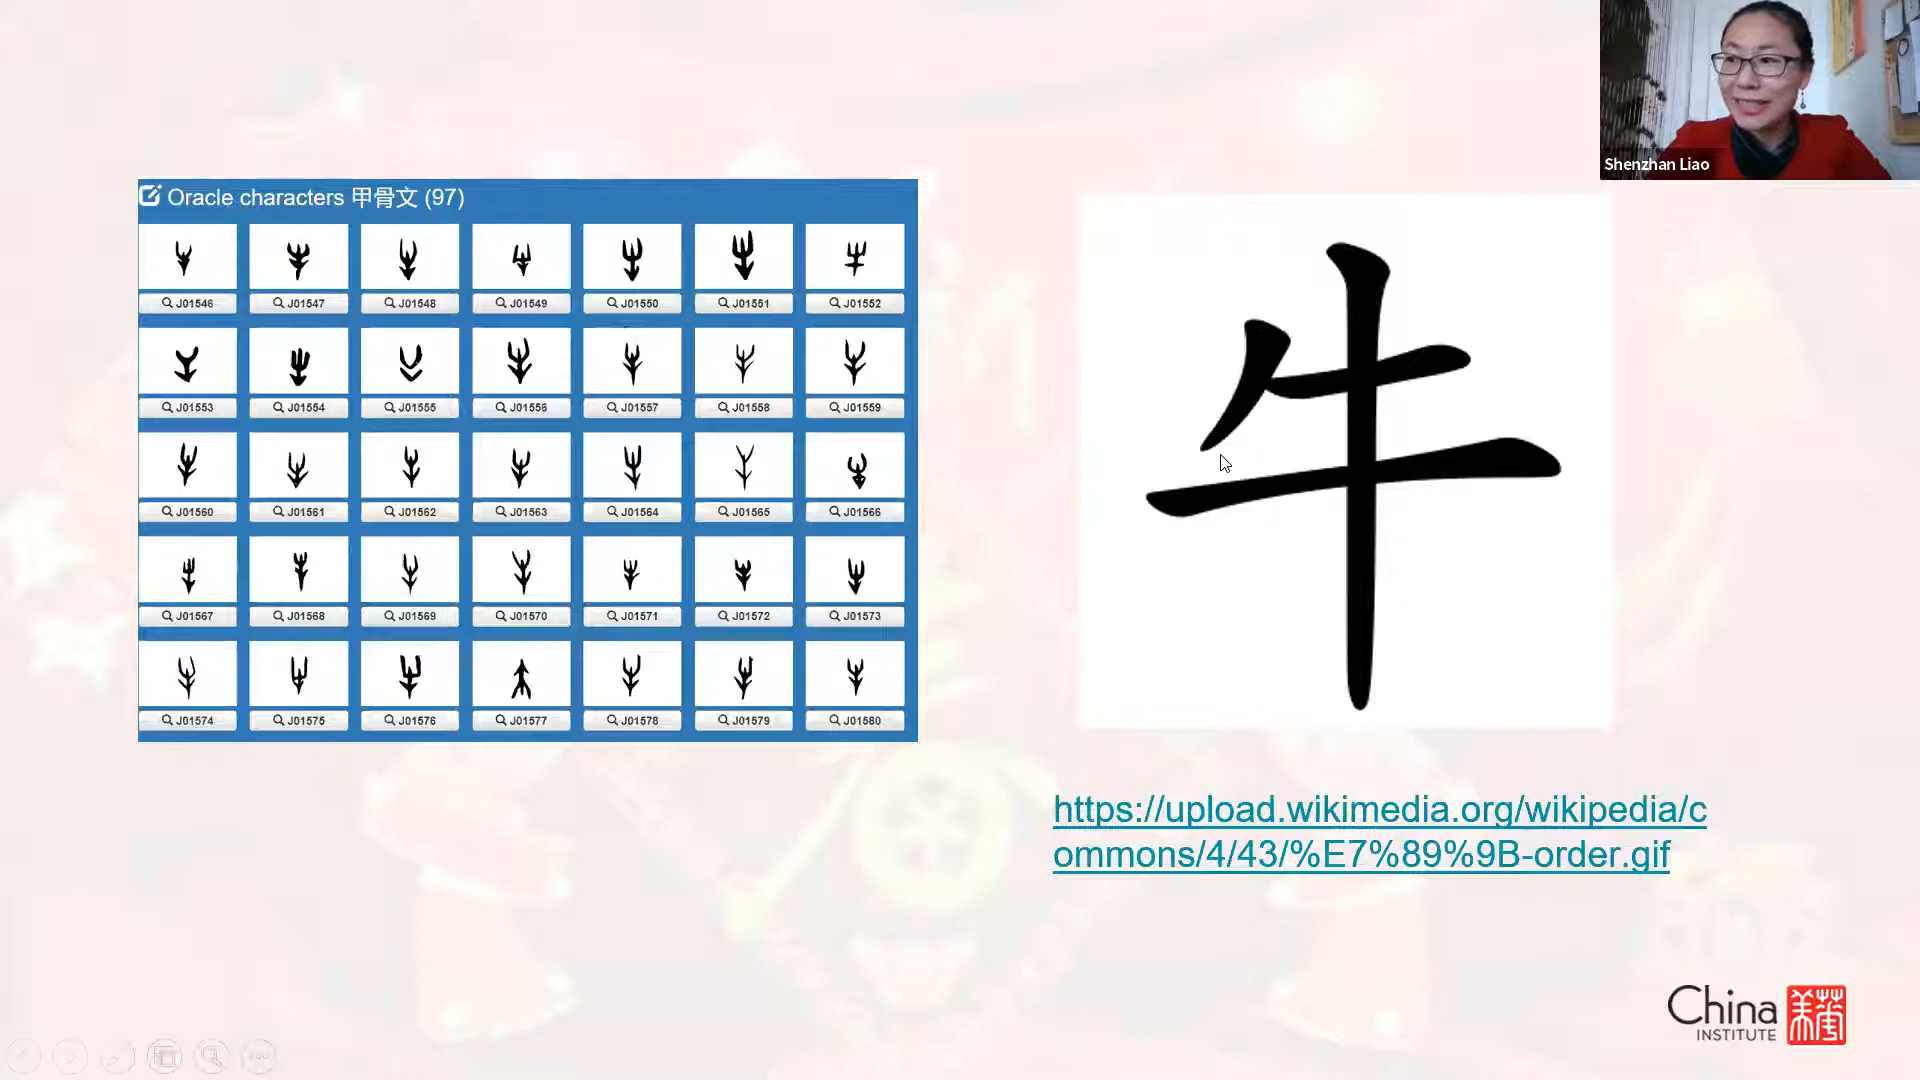 Shenzhan Liao
Oracle characters 甲骨文 (97)
J01546 J01547 J01548 J01549 J01550 J01551 J01552
J01553 J01554 J01555 J01556 J01557 J01558 J01559
J01560 J01561 J01562 J01563 J01564 J01565 J01566
J01567 J01568 J01569 J01570 J01571 J01572 J01573
J01574 J01575 J01576 J01577 J01578 J01579 J01580
牛
https://upload.wikimedia.org/wikipedia/c
ommons/4/43/%E7%89%9B-order.gif
China
INSTITUTE